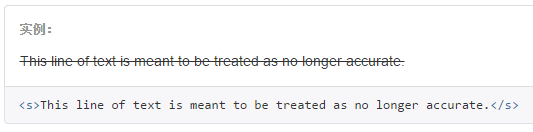 实例：
This line of text is meant to be treated as no longer accurate.
<s>This line of text is meant to be treated as no longer accurate.</s>